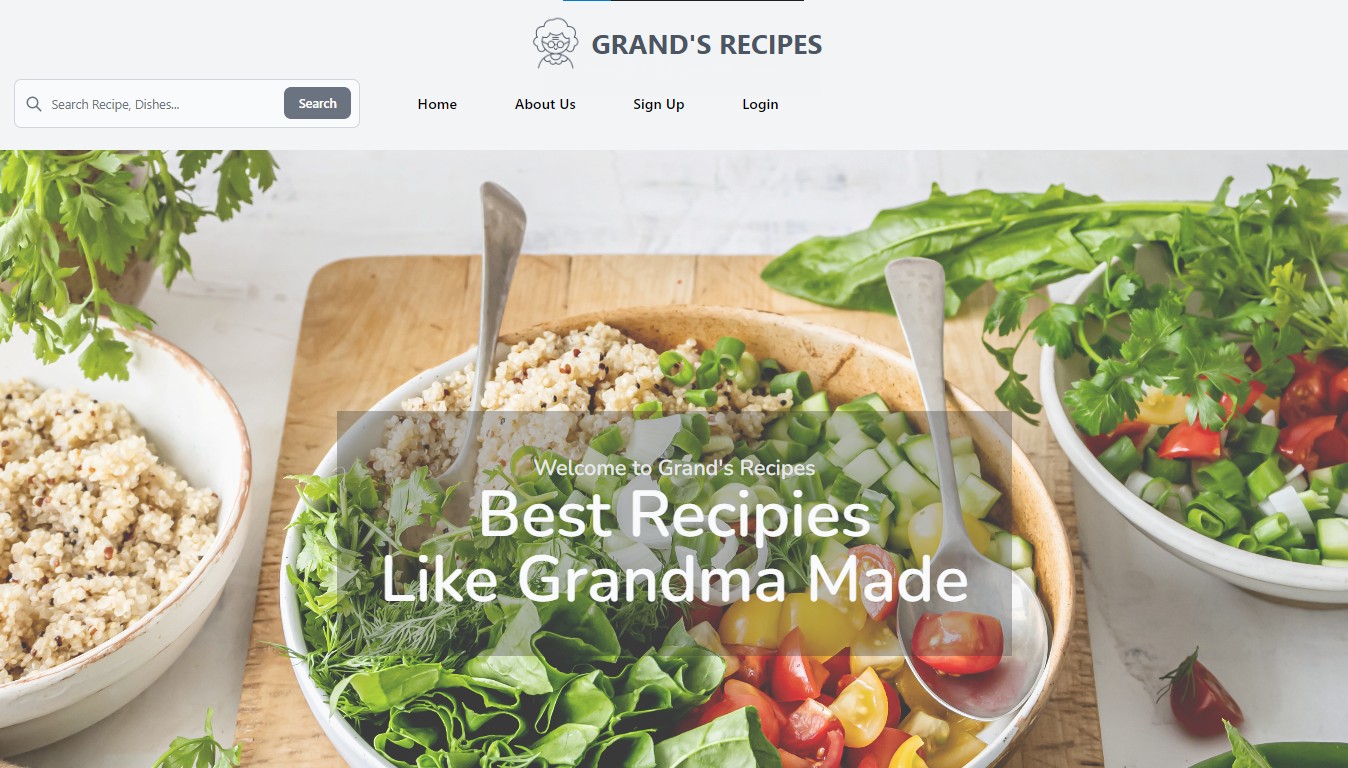 GRAND'S RECIPES
Search Recipe, Dishes...
Search
Home
About Us
Sign Up
Login
Welcome to Grand's Recipes
Best Recipies
Like Grandma Made